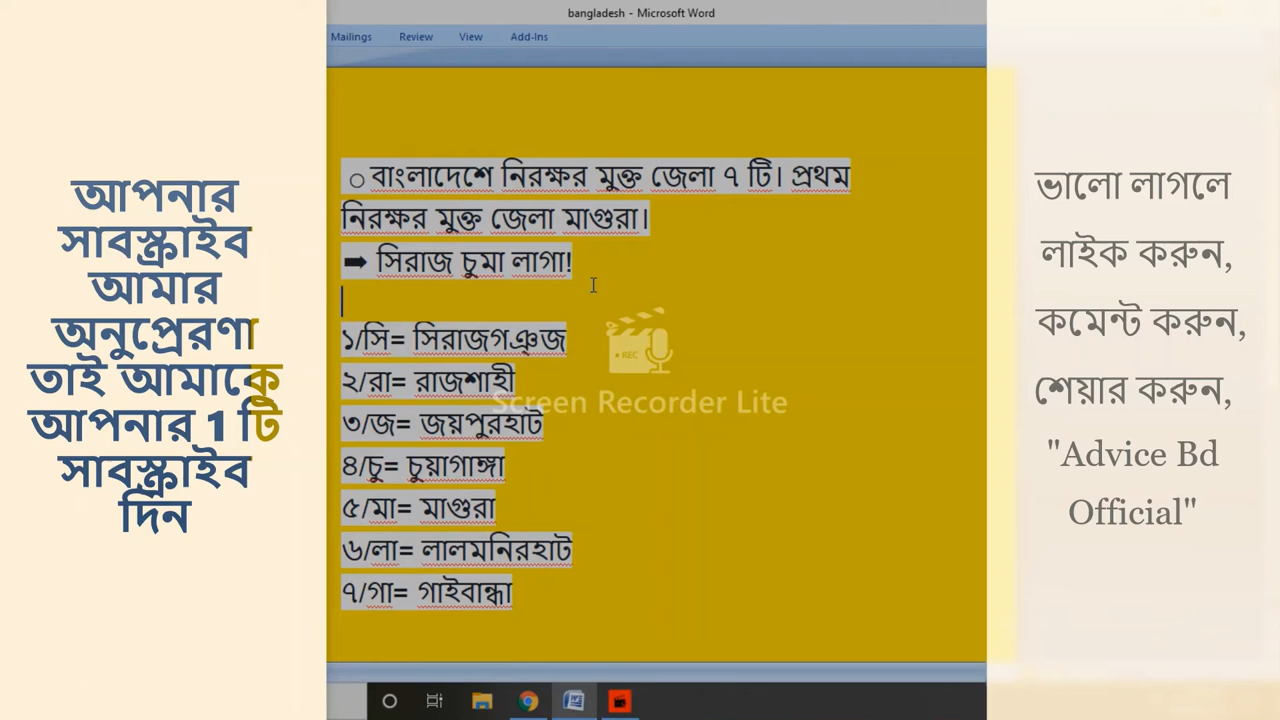 bangladesh - Microsoft Word
Mailings Review View Add-Ins
আপনার
সাবস্ক্রাইব
আমার
অনুপ্রেরণা
তাই আমাকে
আপনার 1 টি
সাবস্ক্রাইব
দিন
○ বাংলাদেশে নিরক্ষর মুক্ত জেলা ৭ টি। প্রথম
নিরক্ষর মুক্ত জেলা মাগুরা।
➡ সিরাজ চুমা লাগা!
১/সি= সিরাজগঞ্জ
২/রা= রাজশাহী
৩/জ= জয়পুরহাট
৪/চু= চুয়াগাঙ্গা
৫/মা= মাগুরা
৬/লা= লালমনিরহাট
৭/গা= গাইবান্ধা
REC
Screen Recorder Lite
ভালো লাগলে
লাইক করুন,
কমেন্ট করুন,
শেয়ার করুন,
"Advice Bd
Official"